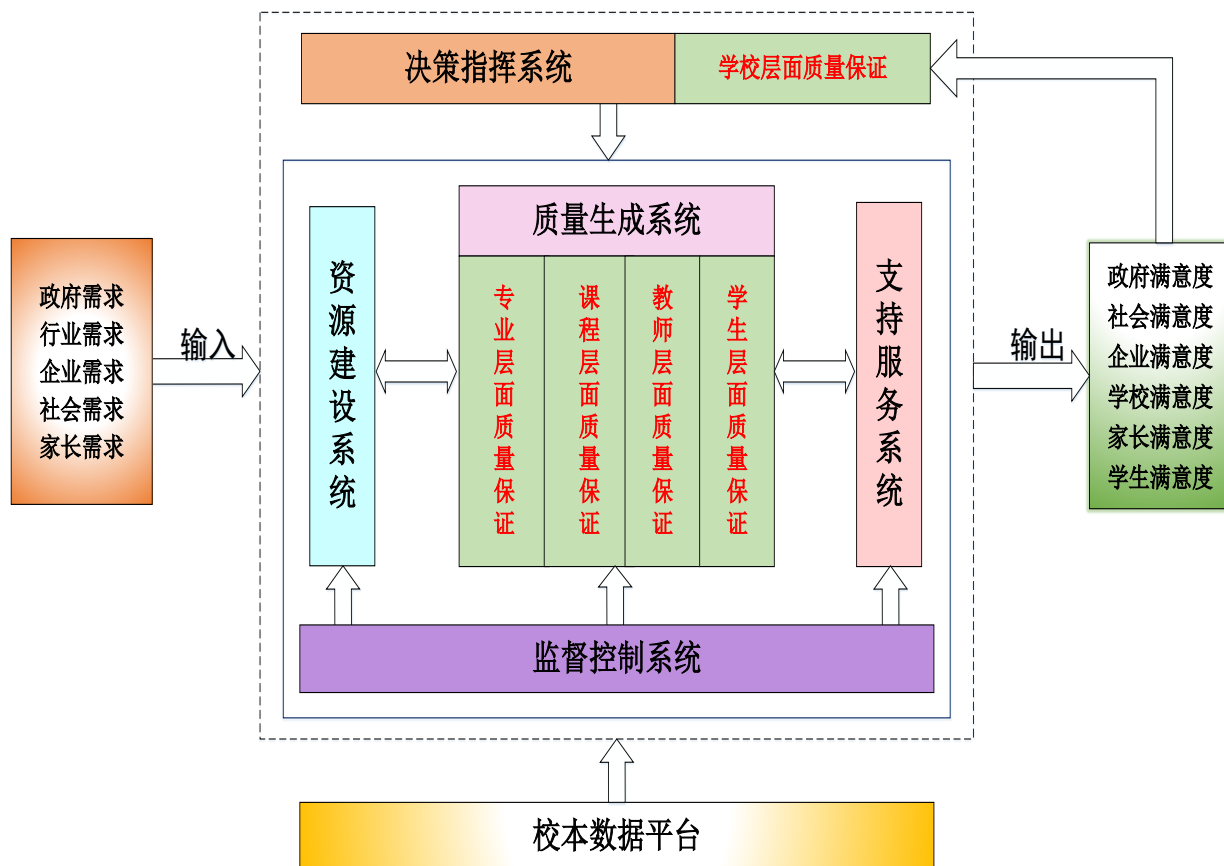 决策指挥系统
学校层面质量保证
政府需求
行业需求
企业需求
社会需求
家长需求
输入
资源建设系统
质量生成系统
专业层面质量保证
课程层面质量保证
教师层面质量保证
学生层面质量保证
支持服务系统
监督控制系统
输出
政府满意度
社会满意度
企业满意度
学校满意度
家长满意度
学生满意度
校本数据平台